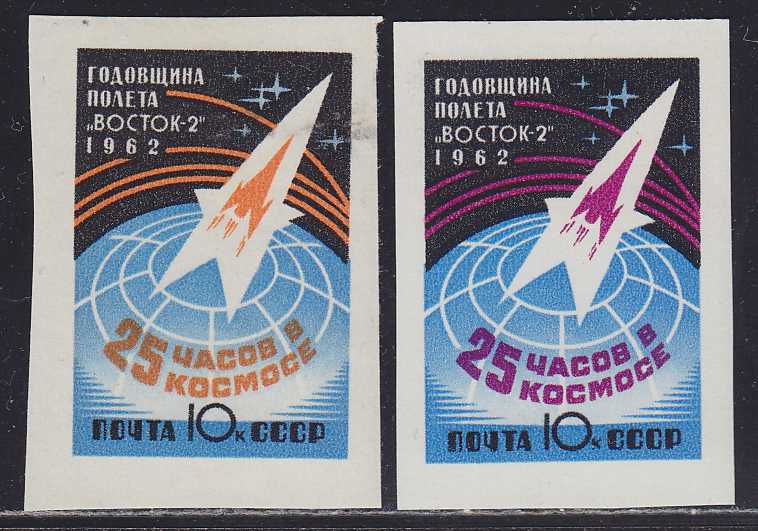 ГОДОВЩИНА
ПОЛЕТА
„ВОСТОК-2"
1962
25 ЧАСОВ В
КОСМОСЕ
ПОЧТА 10К СССР
ГОДОВЩИНА
ПОЛЕТА
„ВОСТОК-2"
1962
25 ЧАСОВ В
КОСМОСЕ
ПОЧТА 10К СССР